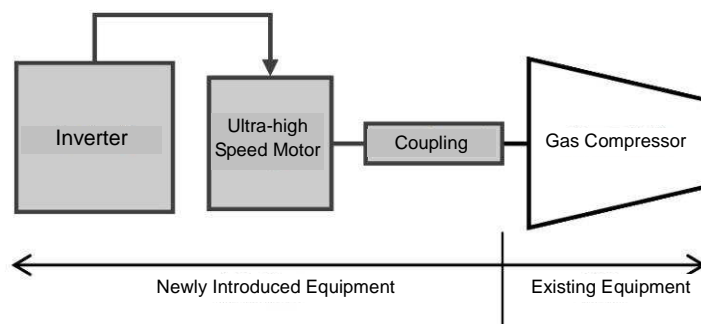 Inverter
Ultra-high
Speed Motor
Coupling
Gas Compressor
Newly Introduced Equipment
Existing Equipment